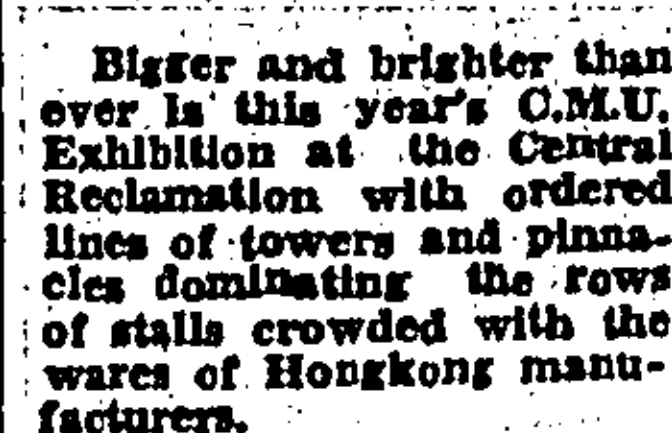 Bigger and brighter than
ever is this year's C.M.U.
Exhibition at the Central
Reclamation with ordered
lines of towers and pinna-
cles dominating the rows
of stalls crowded with the
wares of Hongkong manu-
facturers.